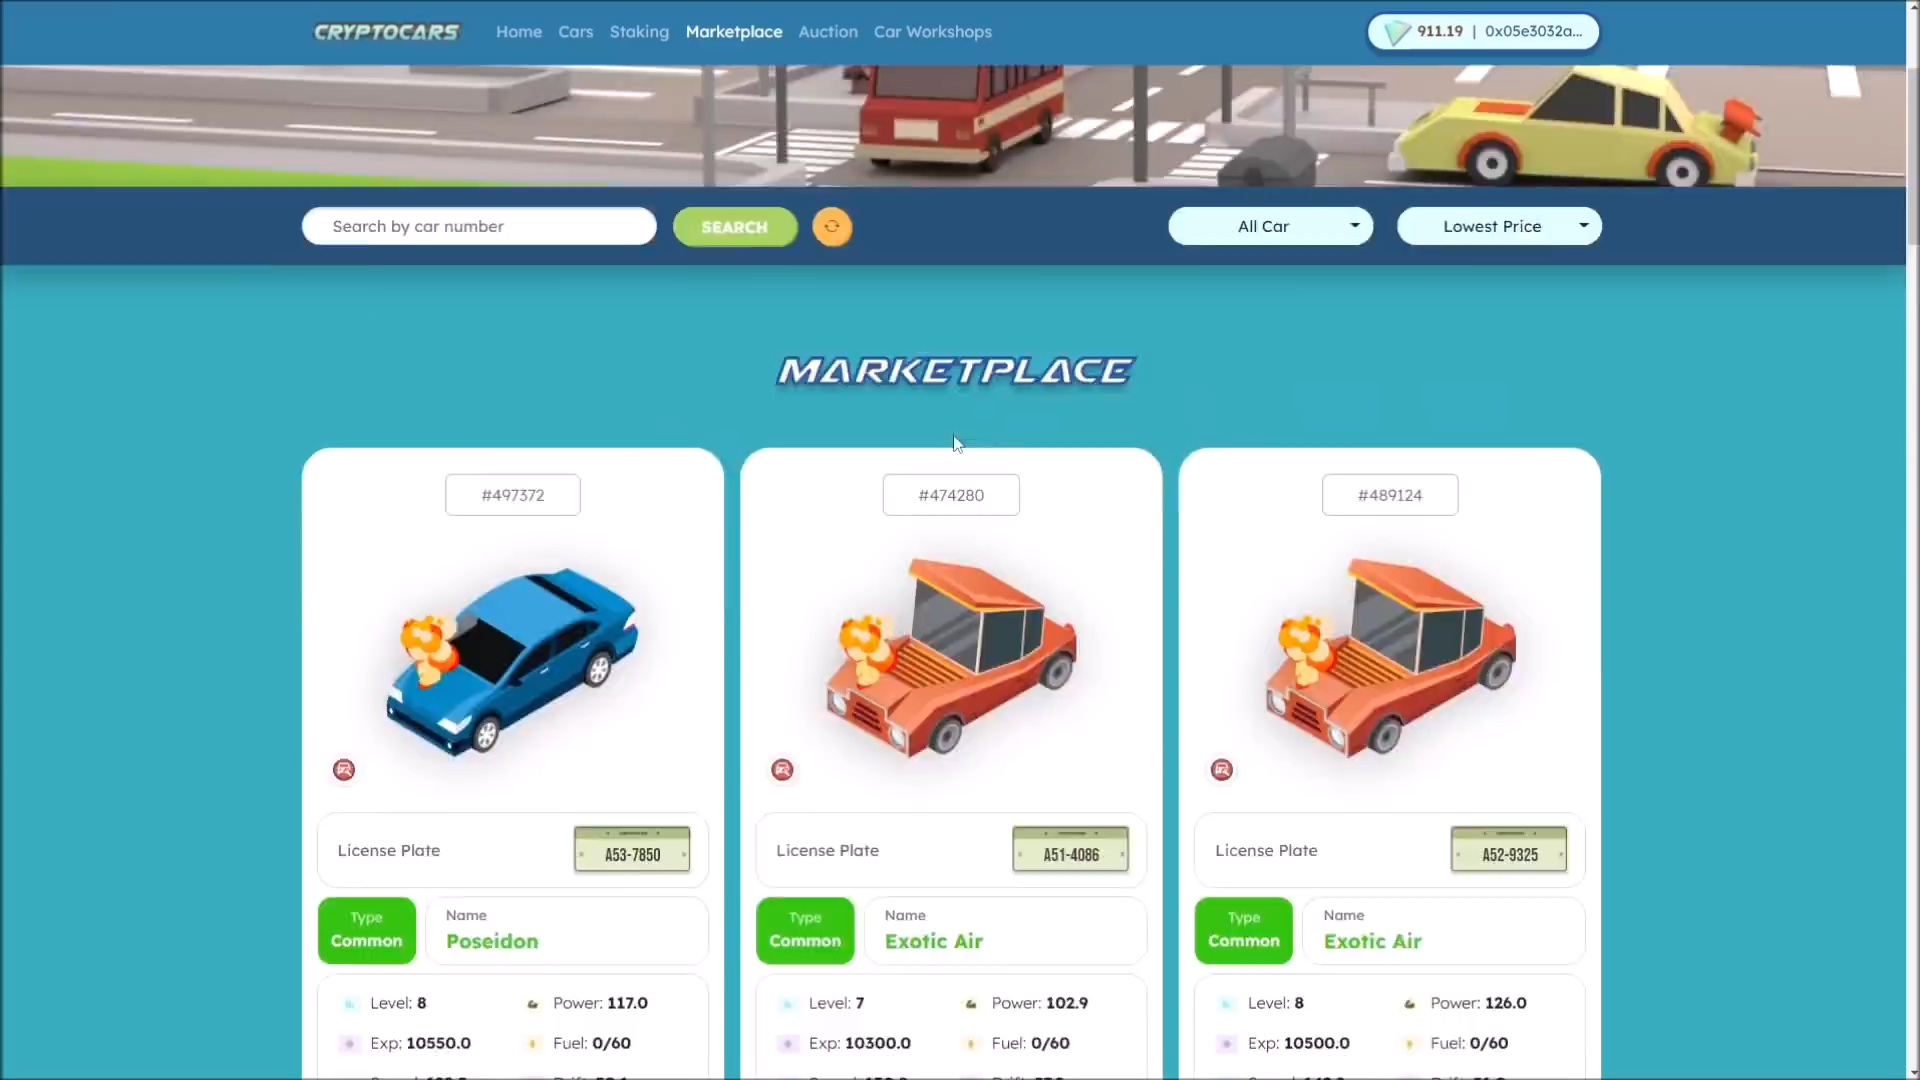 CRYPTOCARS Home Cars Staking Marketplace Auction Car Workshops 911.19 | 0x05e3032a...
Search by car number SEARCH All Car Lowest Price
MARKETPLACE
#497372 #474280 #489124
License Plate A53-7850 License Plate A51-4086 License Plate A52-9325
Type Name Type Name Type Name
Common Poseidon Common Exotic Air Common Exotic Air
Level: 8 Power: 117.0 Level: 7 Power: 102.9 Level: 8 Power: 126.0
Exp: 10550.0 Fuel: 0/60 Exp: 10300.0 Fuel: 0/60 Exp: 10500.0 Fuel: 0/60